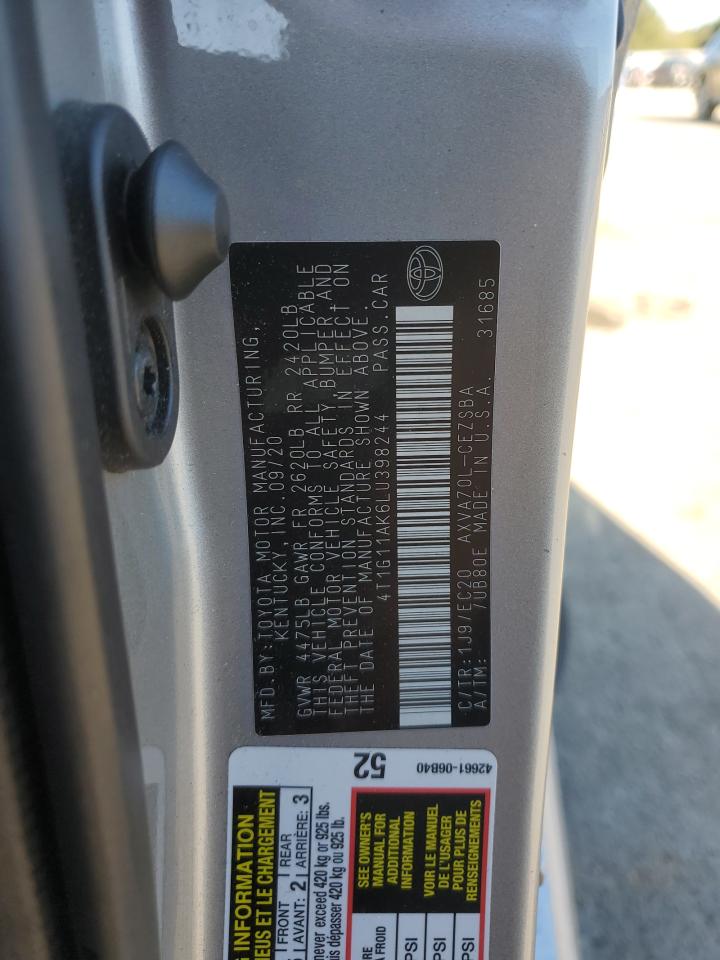 MFD. BY:TOYOTA MOTOR MANUFACTURING,
KENTUCKY, INC. 09/20
GVWR 4475LB GAWR FR 2620LB RR 2420LB
THIS VEHICLE CONFORMS TO ALL APPLICABLE
FEDERAL MOTOR VEHICLE SAFETY, BUMPER, AND
THEFT PREVENTION STANDARDS IN EFFECT ON
THE DATE OF MANUFACTURE SHOWN ABOVE.
4T1G11AK6LU398244 PASS. CAR
C/TR:1J9/EC20 AXVA70L-CEZSBA
A/TM: 7UB80E MADE IN U.S.A. 31685
INFORMATION
ET LE CHARGEMENT
FRONT 2 REAR 3
AVANT: ARRIÈRE:
never exceed 420 kg or 925 lbs.
dépasser 420 kg ou 925 lb.
52
42661-06B40
SEE OWNER'S
MANUAL FOR
ADDITIONAL
INFORMATION
VOIR LE MANUEL
DE L'USAGER
POUR PLUS DE
RENSEIGNEMENTS
FROID
PSI
PSI
PSI